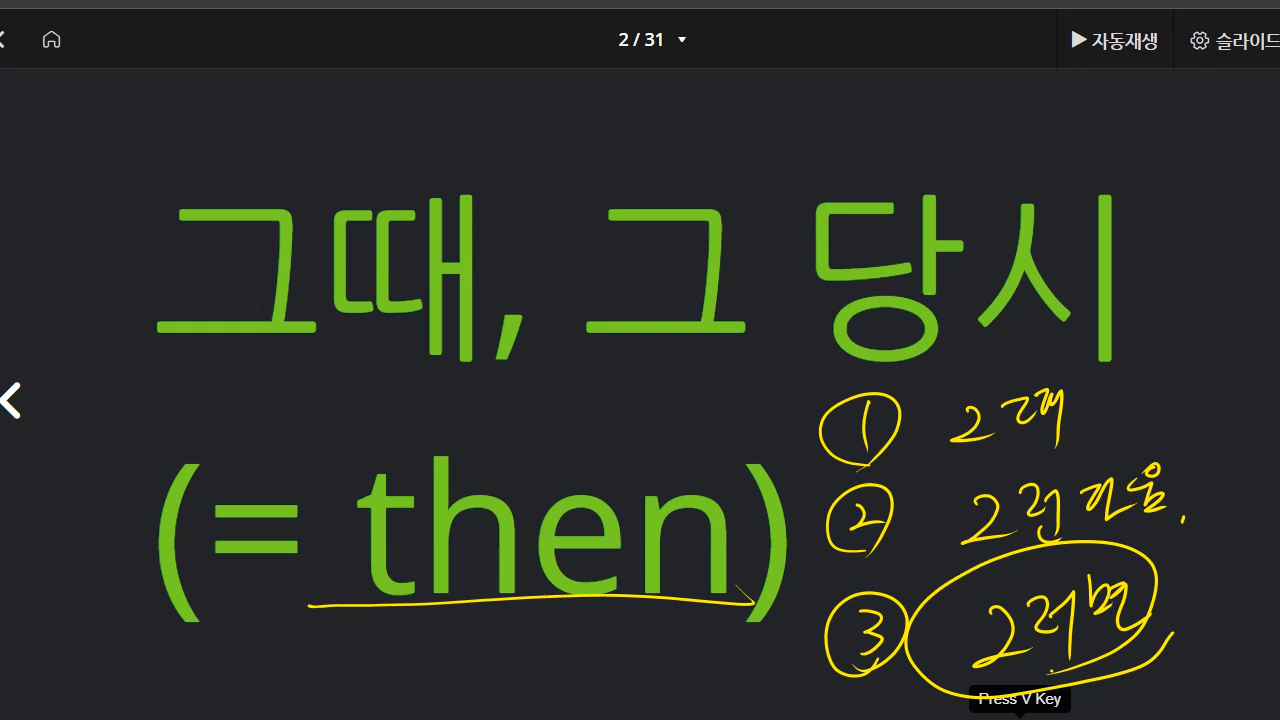 2 / 31
▶ 자동재생
슬라이드
그때, 그 당시
(= then)
① 그때
② 그런 다음.
③ 그러면
Press V Key